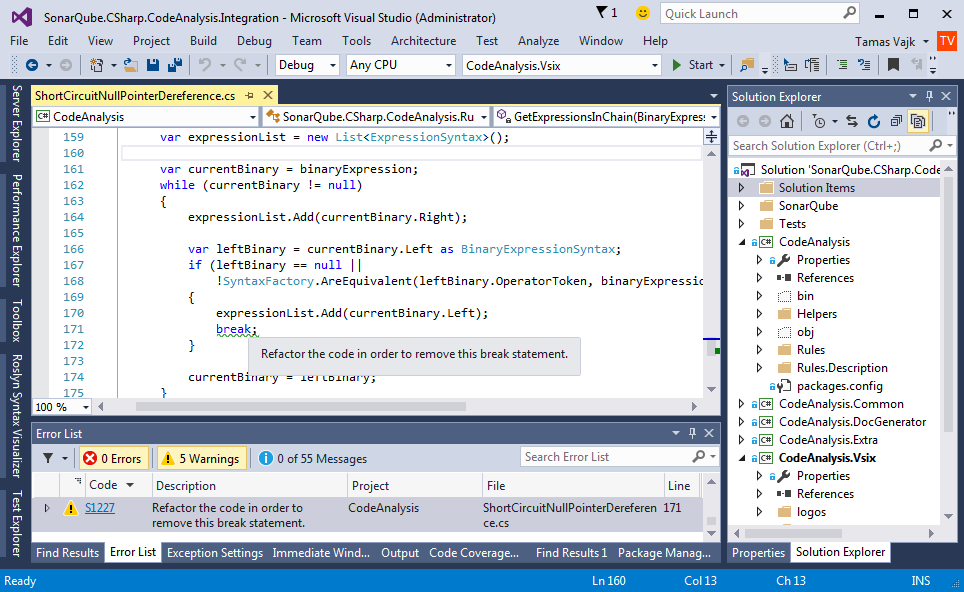 SonarQube.CSharp.CodeAnalysis.Integration - Microsoft Visual Studio (Administrator)
1
Quick Launch
File Edit View Project Build Debug Team Tools Architecture Test Analyze Window Help
Tamas Vajk TV
Debug Any CPU CodeAnalysis.Vsix Start
Server Explorer
Performance Explorer
Toolbox
Roslyn Syntax Visualizer
Test Explorer
ShortCircuitNullPointerDereference.cs
C# CodeAnalysis SonarQube.CSharp.CodeAnalysis.Ru GetExpressionsInChain(BinaryExpress
159 var expressionList = new List<ExpressionSyntax>();
160
161 var currentBinary = binaryExpression;
162 while (currentBinary != null)
163 {
164 expressionList.Add(currentBinary.Right);
165
166 var leftBinary = currentBinary.Left as BinaryExpressionSyntax;
167 if (leftBinary == null ||
168 !SyntaxFactory.AreEquivalent(leftBinary.OperatorToken, binaryExpressio
169 {
170 expressionList.Add(currentBinary.Left);
171 break;
172 }
Refactor the code in order to remove this break statement.
173
174 currentBinary = leftBinary;
175 }
100 %
Error List
0 Errors 5 Warnings 0 of 55 Messages Search Error List
Code Description Project File Line
S1227 Refactor the code in order to remove this break statement. CodeAnalysis ShortCircuitNullPointerDereference.cs 171
Find Results Error List Exception Settings Immediate Wind... Output Code Coverage... Find Results 1 Package Manag...
Solution Explorer
Search Solution Explorer (Ctrl+;)
Solution 'SonarQube.CSharp.Code
Solution Items
SonarQube
Tests
C# CodeAnalysis
Properties
References
bin
Helpers
obj
Rules
Rules.Description
packages.config
C# CodeAnalysis.Common
C# CodeAnalysis.DocGenerator
C# CodeAnalysis.Extra
C# CodeAnalysis.Vsix
Properties
References
logos
Properties Solution Explorer
Ready Ln 160 Col 13 Ch 13 INS